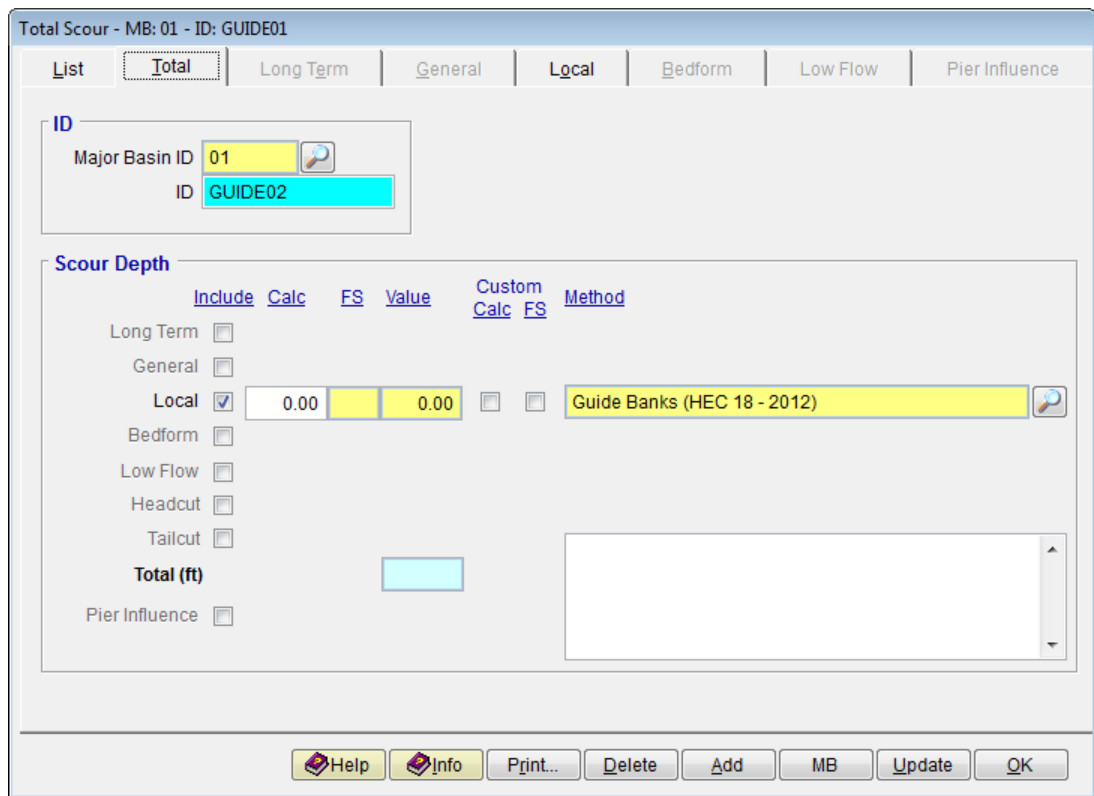 Total Scour - MB: 01 - ID: GUIDE01
List Total Long Term General Local Bedform Low Flow Pier Influence
ID
Major Basin ID 01
ID GUIDE02
Scour Depth
Include Calc FS Value Custom Calc FS Method
Long Term
General
Local 0.00 0.00 Guide Banks (HEC 18 - 2012)
Bedform
Low Flow
Headcut
Tailcut
Total (ft)
Pier Influence
Help Info Print... Delete Add MB Update OK